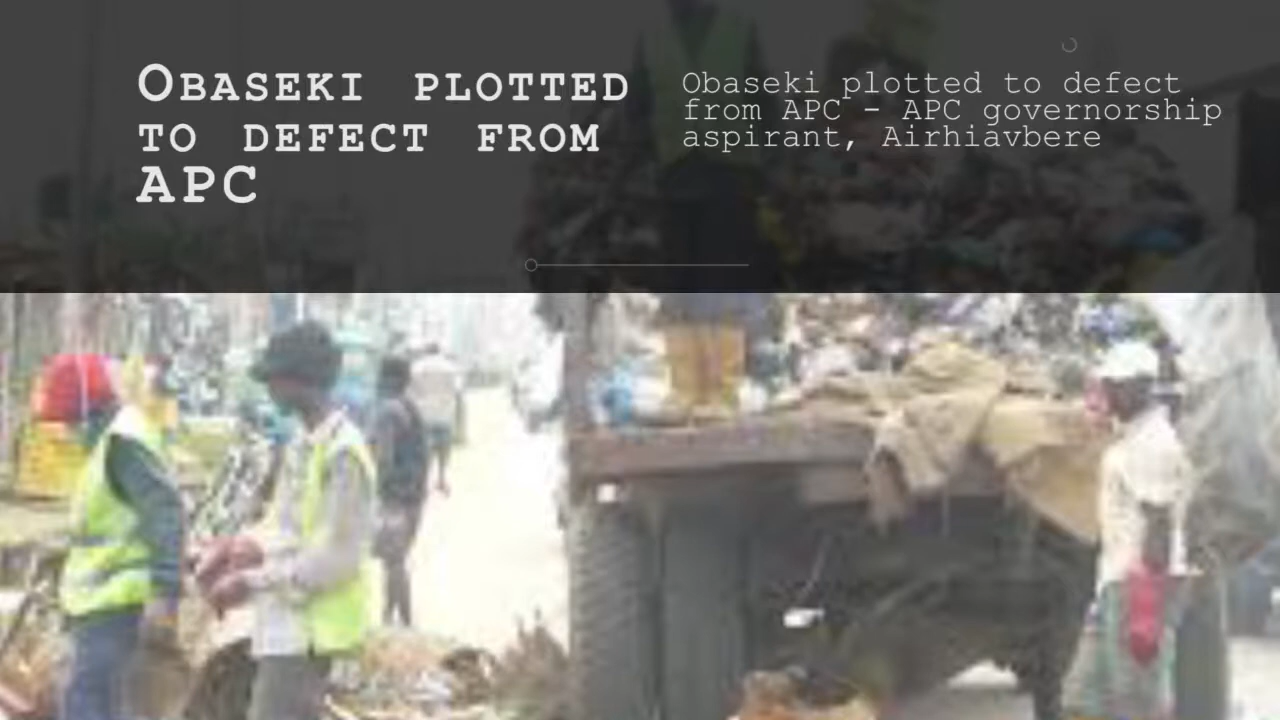 Obaseki plotted
to defect from
APC
Obaseki plotted to defect
from APC - APC governorship
aspirant, Airhiavbere